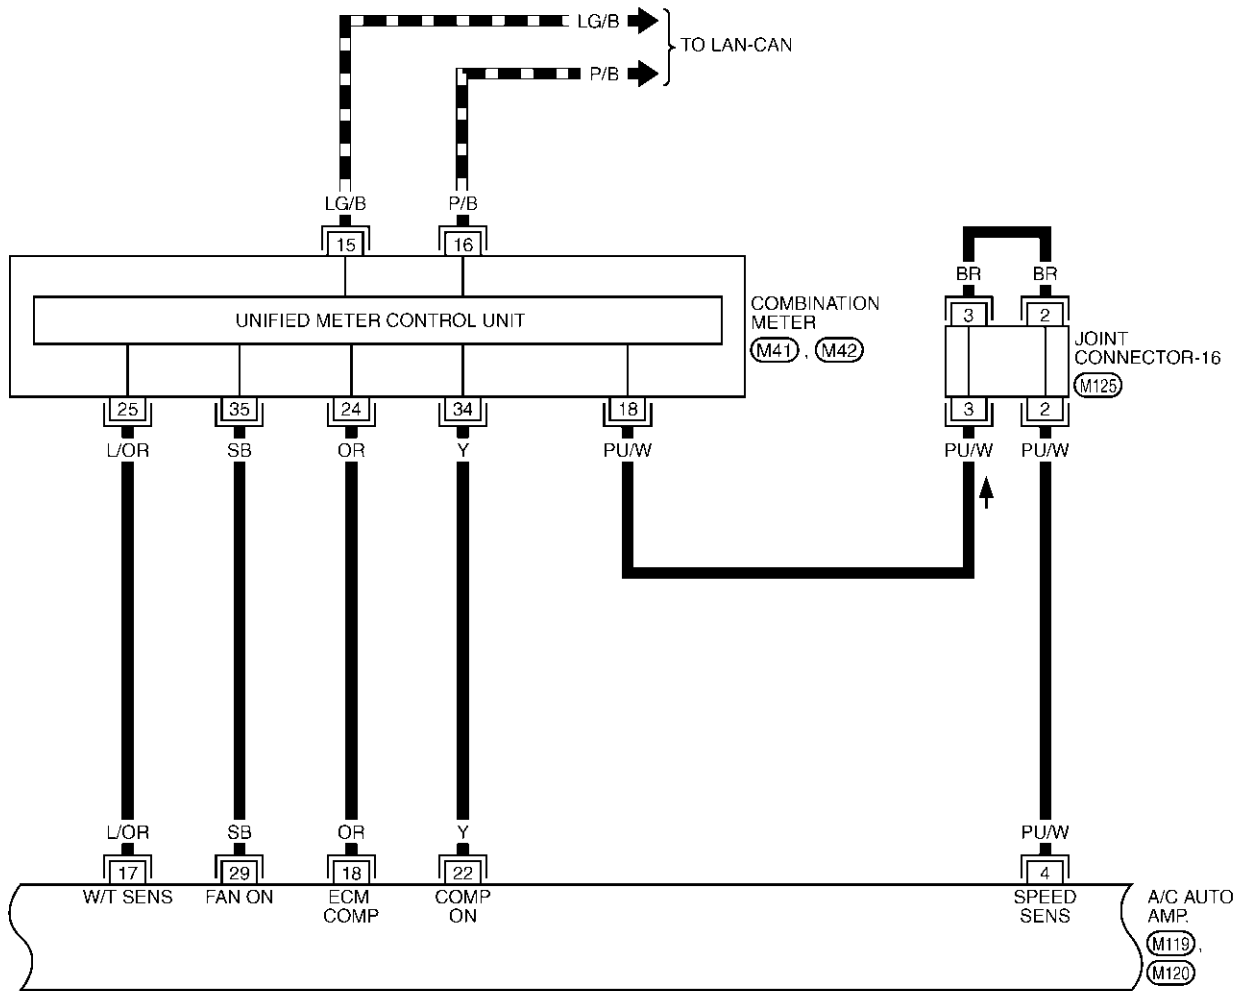 LG/B
TO LAN-CAN
P/B
LG/B P/B
15 16
BR BR
3 2
COMBINATION
METER
M41 , M42
UNIFIED METER CONTROL UNIT
JOINT
CONNECTOR-16
M125
25 35 24 34 18 3 2
L/OR SB OR Y PU/W PU/W PU/W
L/OR SB OR Y PU/W
17 29 18 22 4
W/T SENS FAN ON ECM
COMP COMP
ON SPEED
SENS
A/C AUTO
AMP.
M119 ,
M120